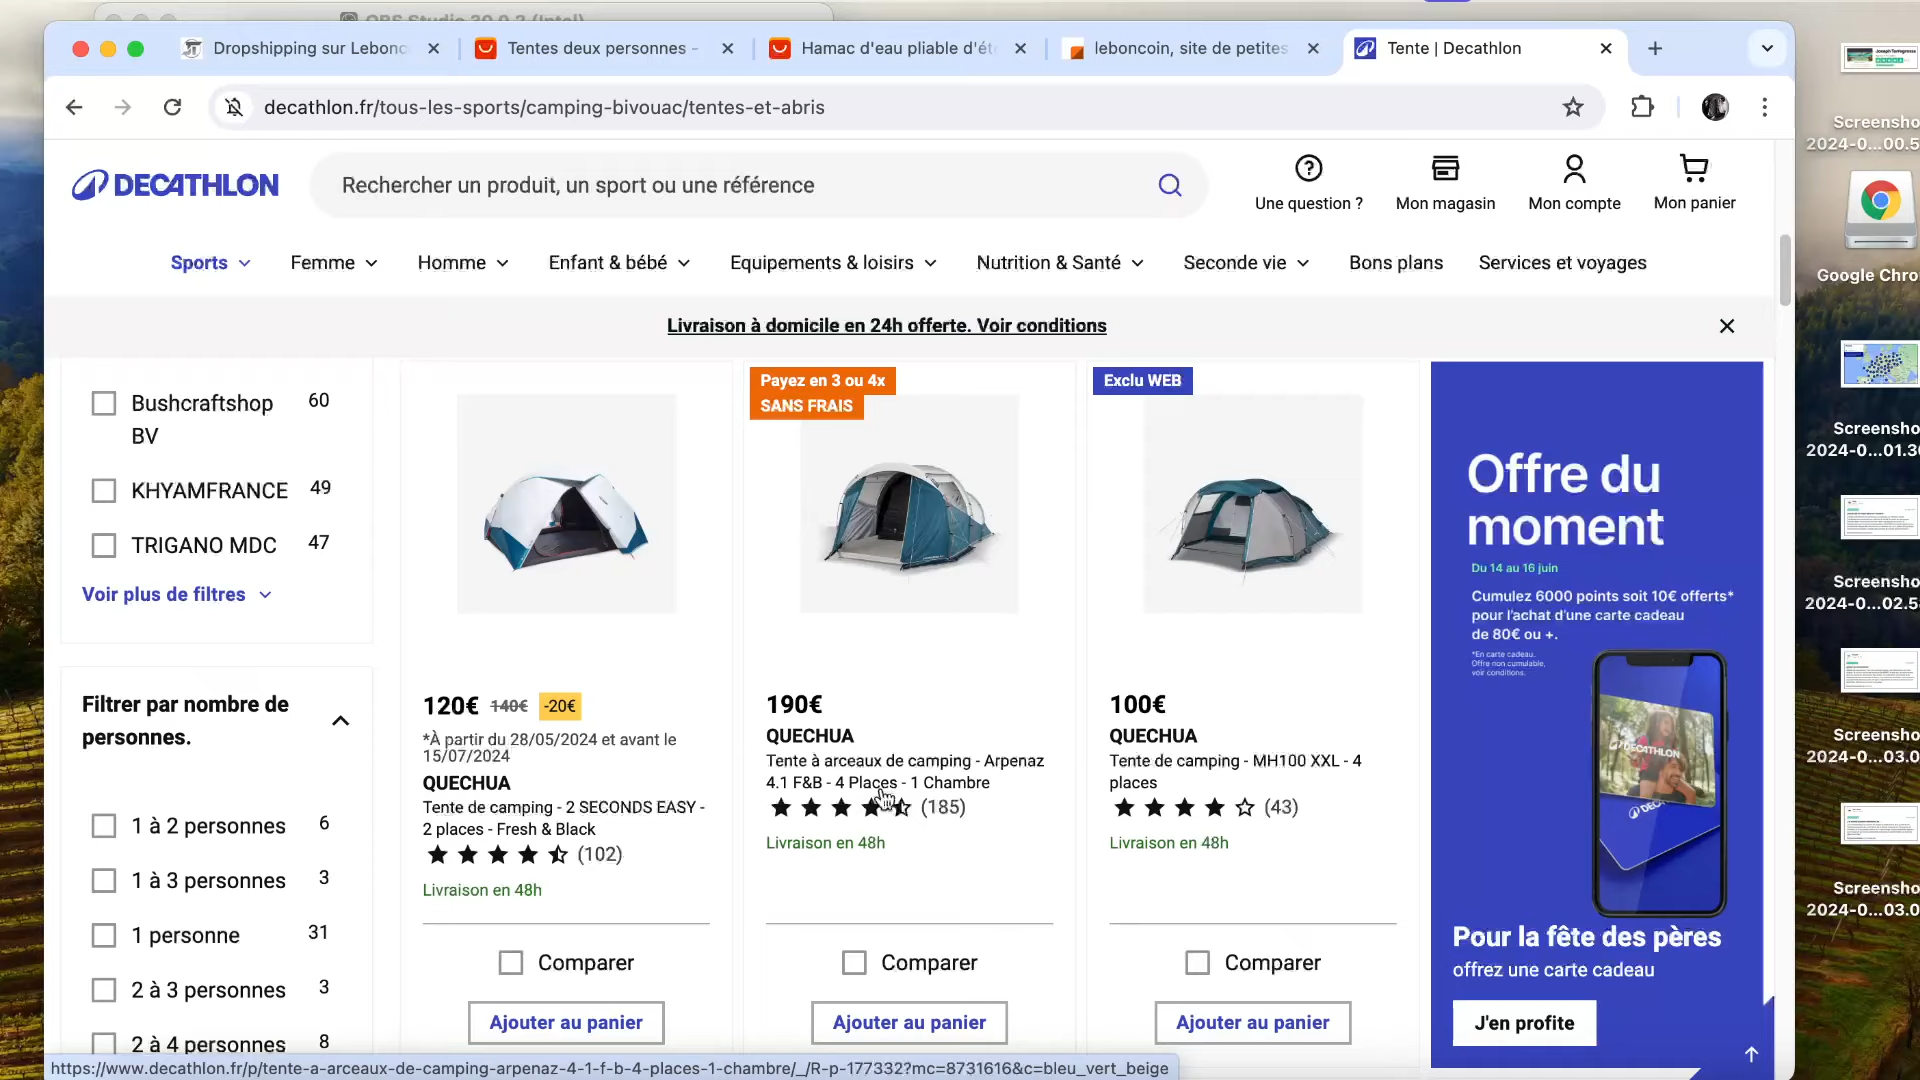 OBS Studio 30.0.2 (Intel)
Dropshipping sur Lebonc
Tentes deux personnes -
Hamac d'eau pliable d'ét
leboncoin, site de petites
Tente | Decathlon
decathlon.fr/tous-les-sports/camping-bivouac/tentes-et-abris
DECATHLON
Rechercher un produit, un sport ou une référence
Une question ?
Mon magasin
Mon compte
Mon panier
Sports
Femme
Homme
Enfant & bébé
Equipements & loisirs
Nutrition & Santé
Seconde vie
Bons plans
Services et voyages
Livraison à domicile en 24h offerte. Voir conditions
Bushcraftshop BV 60
KHYAMFRANCE 49
TRIGANO MDC 47
Voir plus de filtres
Filtrer par nombre de
personnes.
1 à 2 personnes 6
1 à 3 personnes 3
1 personne 31
2 à 3 personnes 3
2 à 4 personnes 8
120€ 140€ -20€
*À partir du 28/05/2024 et avant le
15/07/2024
QUECHUA
Tente de camping - 2 SECONDS EASY -
2 places - Fresh & Black
(102)
Livraison en 48h
Comparer
Ajouter au panier
Payez en 3 ou 4x
SANS FRAIS
190€
QUECHUA
Tente à arceaux de camping - Arpenaz
4.1 F&B - 4 Places - 1 Chambre
(185)
Livraison en 48h
Comparer
Ajouter au panier
Exclu WEB
100€
QUECHUA
Tente de camping - MH100 XXL - 4
places
(43)
Livraison en 48h
Comparer
Ajouter au panier
Offre du
moment
Du 14 au 16 juin
Cumulez 6000 points soit 10€ offerts*
pour l'achat d'une carte cadeau
de 80€ ou +.
*En carte cadeau.
Offre non cumulable,
voir conditions.
DECATHLON
Pour la fête des pères
offrez une carte cadeau
J'en profite
https://www.decathlon.fr/p/tente-a-arceaux-de-camping-arpenaz-4-1-f-b-4-places-1-chambre/_/R-p-177332?mc=8731616&c=bleu_vert_beige
Screensho
2024-0...00.5
Google Chro
Screensho
2024-0...01.3
Screensho
2024-0...02.5
Screensho
2024-0...03.0
Screensho
2024-0...03.0